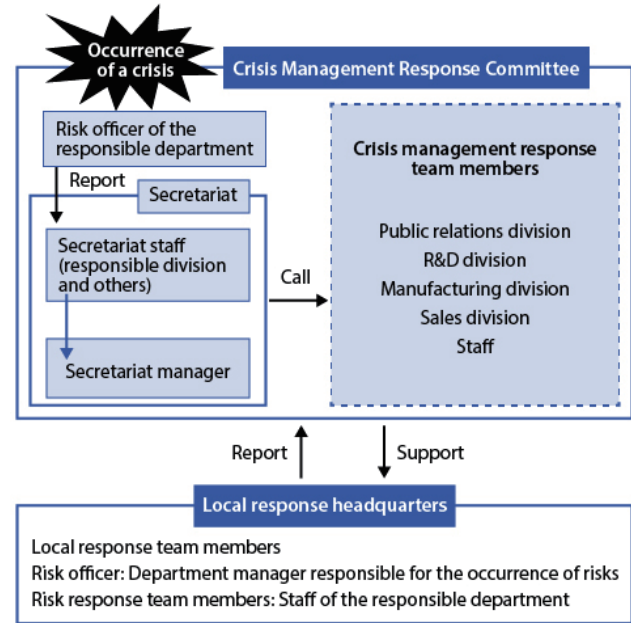 Occurrence
of a crisis
Crisis Management Response Committee
Risk officer of the
responsible department
Report
Secretariat
Secretariat staff
(responsible division
and others)
Secretariat manager
Call
Crisis management response
team members
Public relations division
R&D division
Manufacturing division
Sales division
Staff
Report
Support
Local response headquarters
Local response team members
Risk officer: Department manager responsible for the occurrence of risks
Risk response team members: Staff of the responsible department